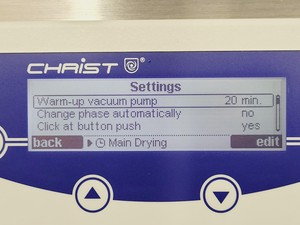 CHRIST
Settings
Warm-up vacuum pump 20 min.
Change phase automatically no
Click at button push yes
back Main Drying edit